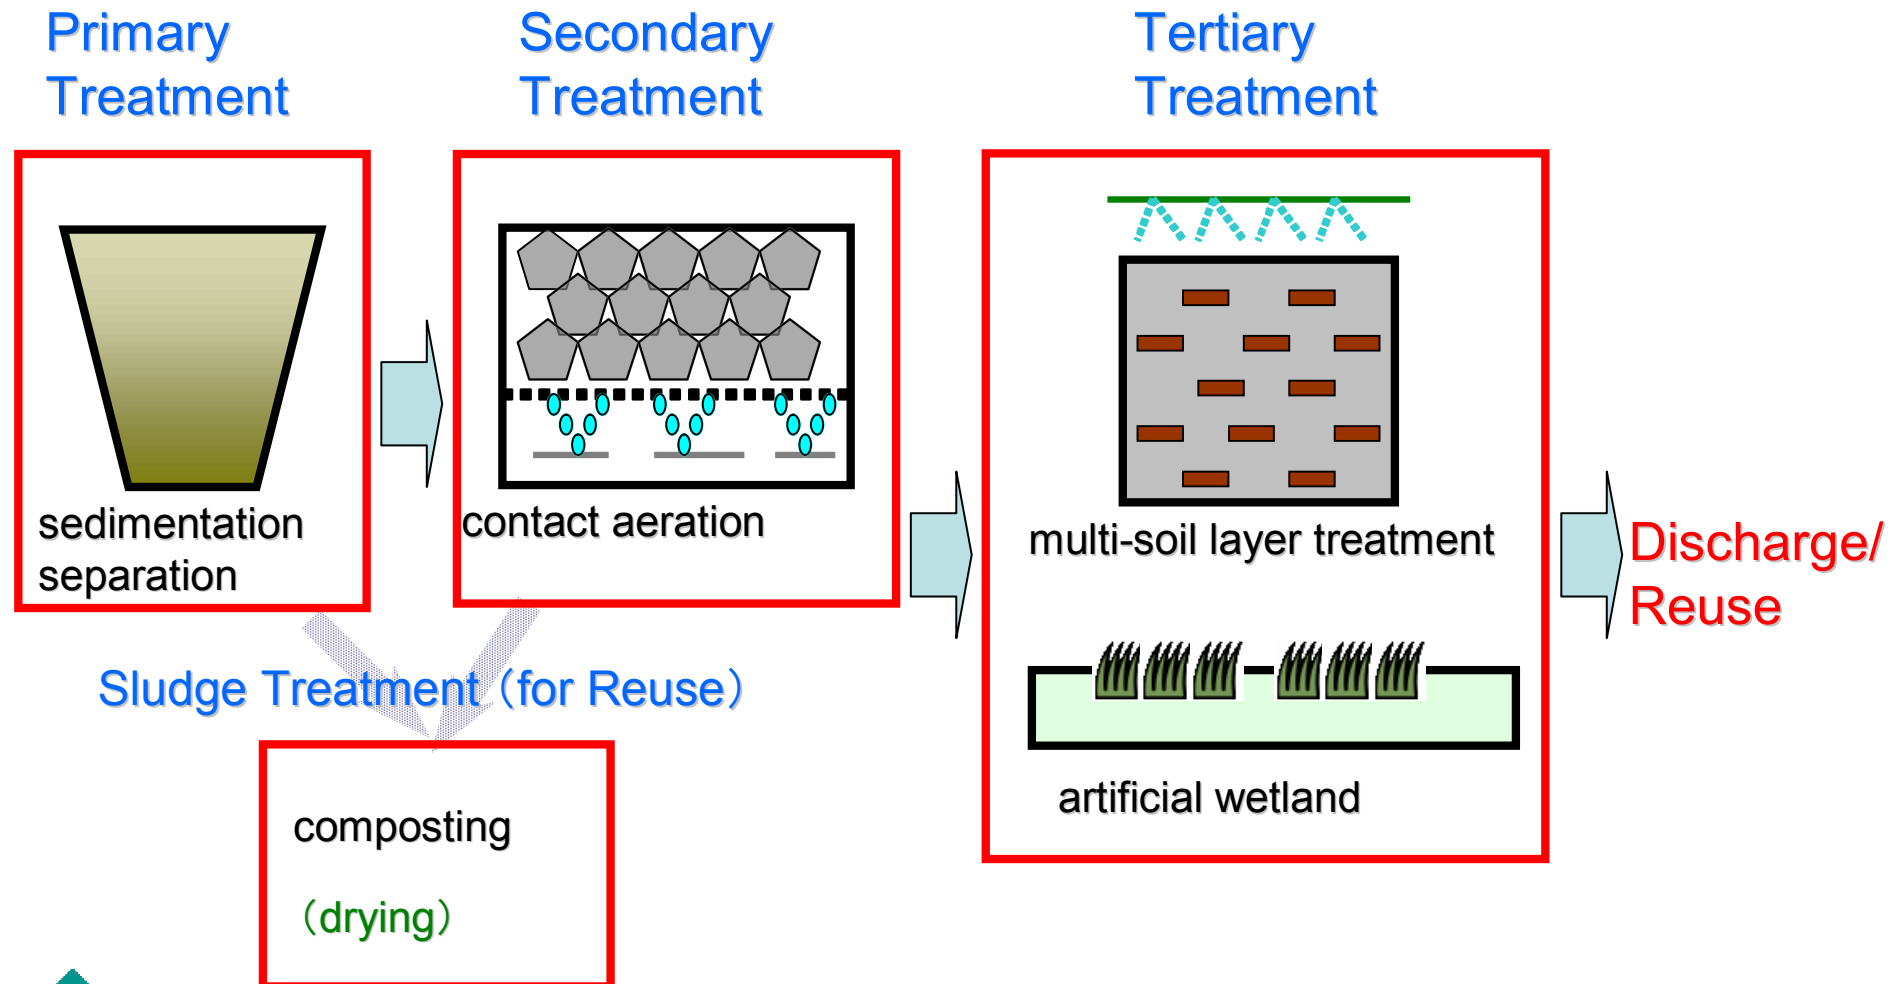 Primary
Treatment
Secondary
Treatment
Tertiary
Treatment
sedimentation
separation
contact aeration
multi-soil layer treatment
Discharge/
Reuse
Sludge Treatment（for Reuse）
composting
（drying）
artificial wetland